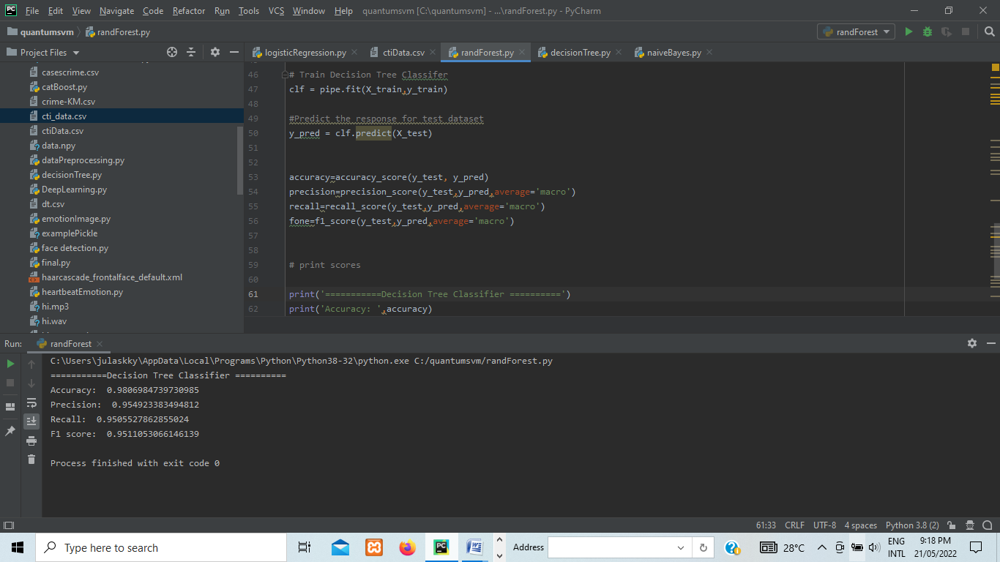 File Edit View Navigate Code Refactor Run Tools VCS Window Help quantumsvm [C:\quantumsvm] - ...\randForest.py - PyCharm
quantumsvm randForest.py randForest
Project Files logisticRegression.py ctiData.csv randForest.py decisionTree.py naiveBayes.py
casescrime.csv
catBoost.py
crime-KM.csv
cti_data.csv
ctiData.csv
data.npy
dataPreprocessing.py
decisionTree.py
DeepLearning.py
dt.csv
emotionImage.py
examplePickle
face detection.py
final.py
haarcascade_frontalface_default.xml
heartbeatEmotion.py
hi.mp3
hi.wav
46 # Train Decision Tree Classifer
47 clf = pipe.fit(X_train,y_train)
48
49 #Predict the response for test dataset
50 y_pred = clf.predict(X_test)
51
52
53 accuracy=accuracy_score(y_test, y_pred)
54 precision=precision_score(y_test,y_pred,average='macro')
55 recall=recall_score(y_test,y_pred,average='macro')
56 fone=f1_score(y_test,y_pred,average='macro')
57
58
59 # print scores
60
61 print('===========Decision Tree Classifier ==========')
62 print('Accuracy: ',accuracy)
Run: randForest
C:\Users\julaskky\AppData\Local\Programs\Python\Python38-32\python.exe C:/quantumsvm/randForest.py
===========Decision Tree Classifier ==========
Accuracy:  0.9806984739730985
Precision:  0.954923383494812
Recall:  0.9505527862855024
F1 score:  0.9511053066146139
Process finished with exit code 0
61:33 CRLF UTF-8 4 spaces Python 3.8 (2)
Type here to search Address 28°C ENG INTL 9:18 PM 21/05/2022